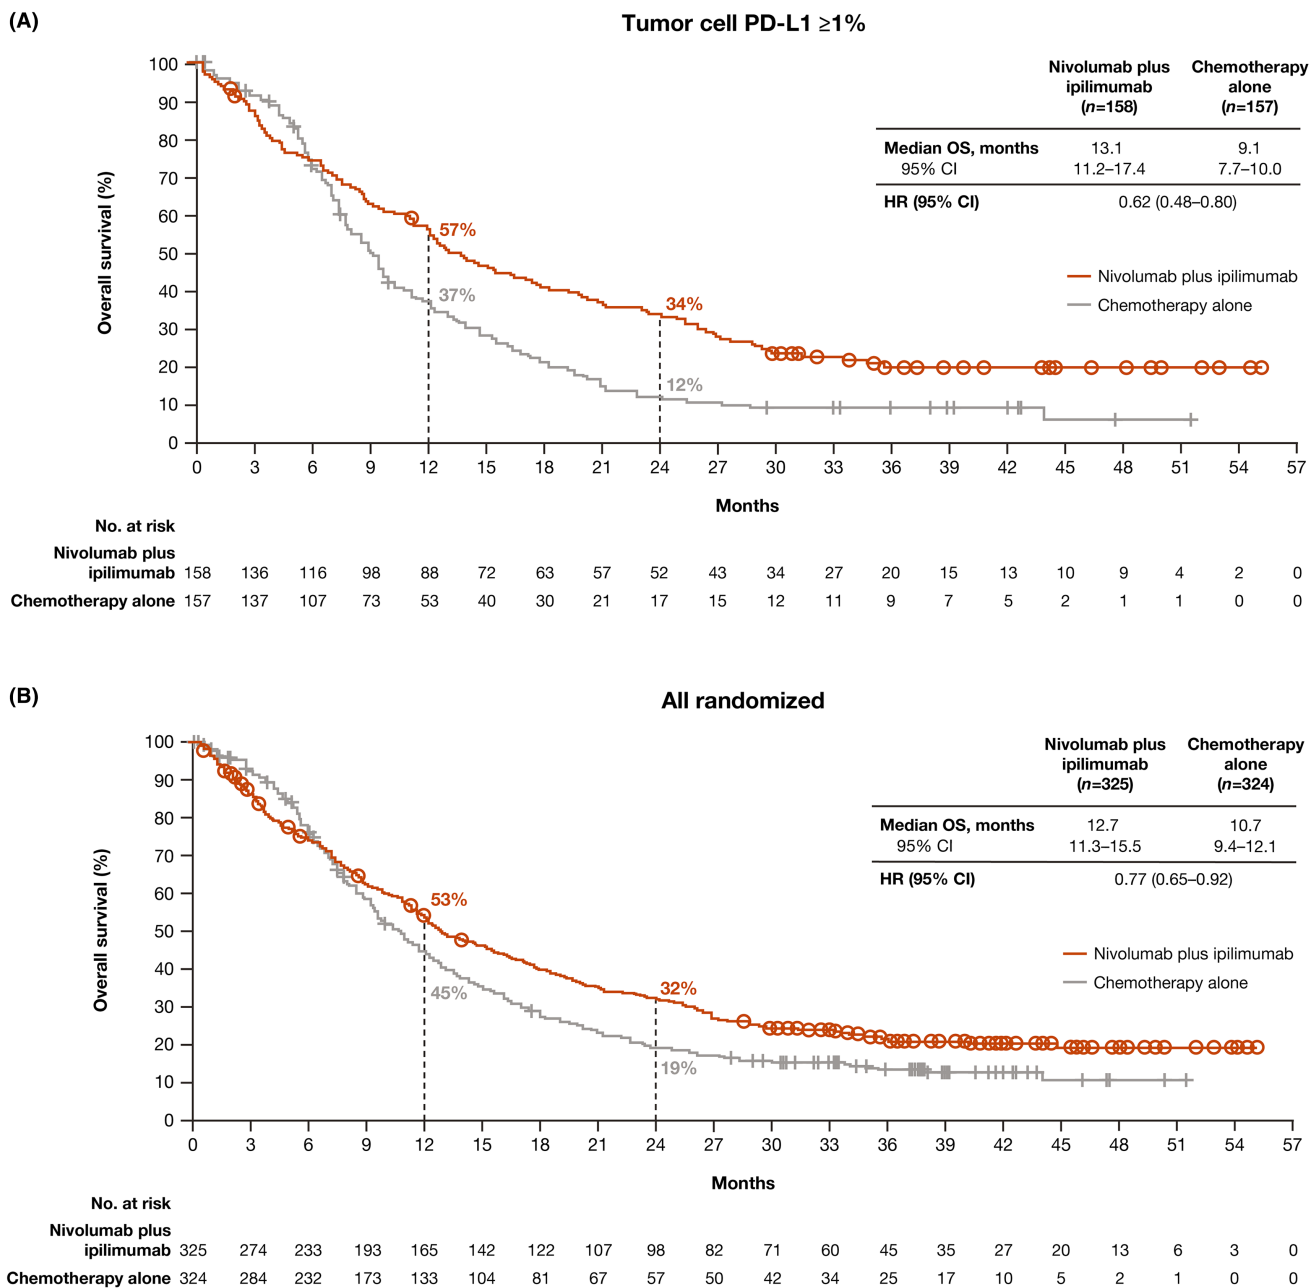 (A)
Tumor cell PD-L1 ≥1%
Nivolumab plus ipilimumab (n=158)
Chemotherapy alone (n=157)
Median OS, months 13.1 9.1
95% CI 11.2–17.4 7.7–10.0
HR (95% CI) 0.62 (0.48–0.80)
Nivolumab plus ipilimumab
Chemotherapy alone
Overall survival (%)
100
90
80
70
60
50
40
30
20
10
0
57%
37%
34%
12%
0 3 6 9 12 15 18 21 24 27 30 33 36 39 42 45 48 51 54 57
Months
No. at risk
Nivolumab plus
ipilimumab 158 136 116 98 88 72 63 57 52 43 34 27 20 15 13 10 9 4 2 0
Chemotherapy alone 157 137 107 73 53 40 30 21 17 15 12 11 9 7 5 2 1 1 0 0
(B)
All randomized
Nivolumab plus ipilimumab (n=325)
Chemotherapy alone (n=324)
Median OS, months 12.7 10.7
95% CI 11.3–15.5 9.4–12.1
HR (95% CI) 0.77 (0.65–0.92)
Nivolumab plus ipilimumab
Chemotherapy alone
Overall survival (%)
100
90
80
70
60
50
40
30
20
10
0
53%
45%
32%
19%
0 3 6 9 12 15 18 21 24 27 30 33 36 39 42 45 48 51 54 57
Months
No. at risk
Nivolumab plus
ipilimumab 325 274 233 193 165 142 122 107 98 82 71 60 45 35 27 20 13 6 3 0
Chemotherapy alone 324 284 232 173 133 104 81 67 57 50 42 34 25 17 10 5 2 1 0 0